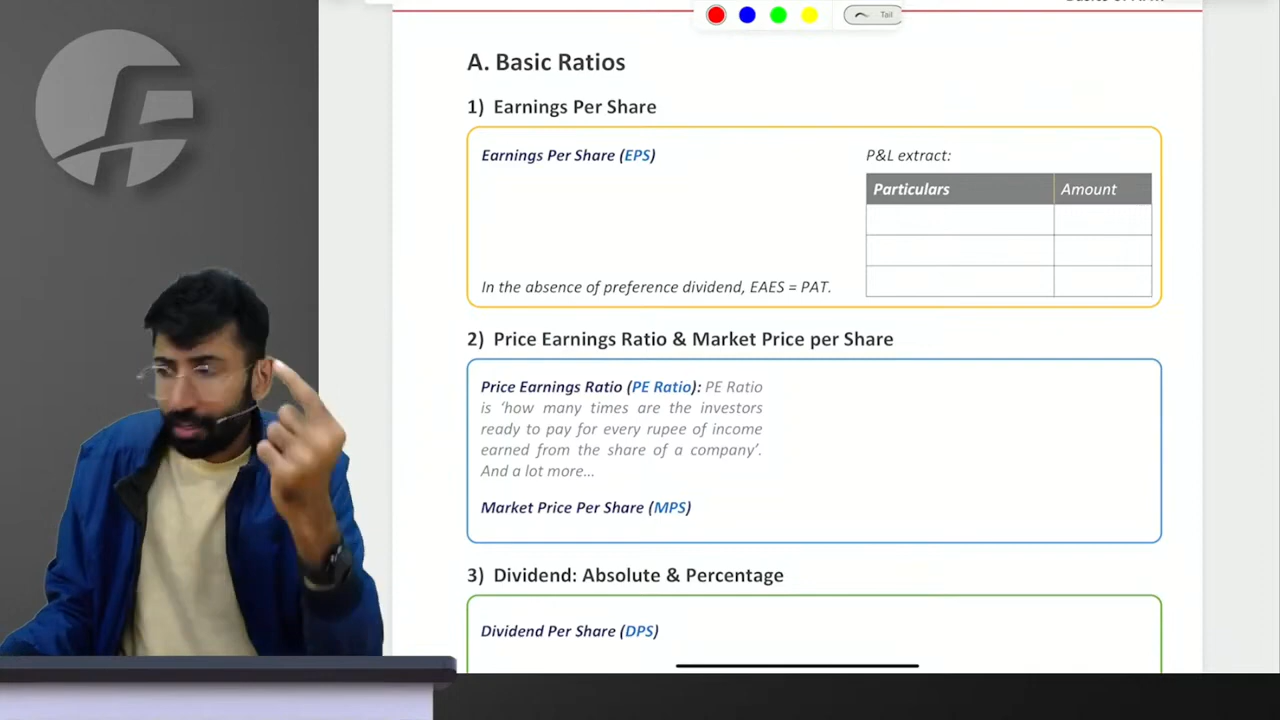 Tail
A. Basic Ratios
1) Earnings Per Share
Earnings Per Share (EPS)
P&L extract:
Particulars Amount
In the absence of preference dividend, EAES = PAT.
2) Price Earnings Ratio & Market Price per Share
Price Earnings Ratio (PE Ratio): PE Ratio
is ‘how many times are the investors
ready to pay for every rupee of income
earned from the share of a company’.
And a lot more...
Market Price Per Share (MPS)
3) Dividend: Absolute & Percentage
Dividend Per Share (DPS)